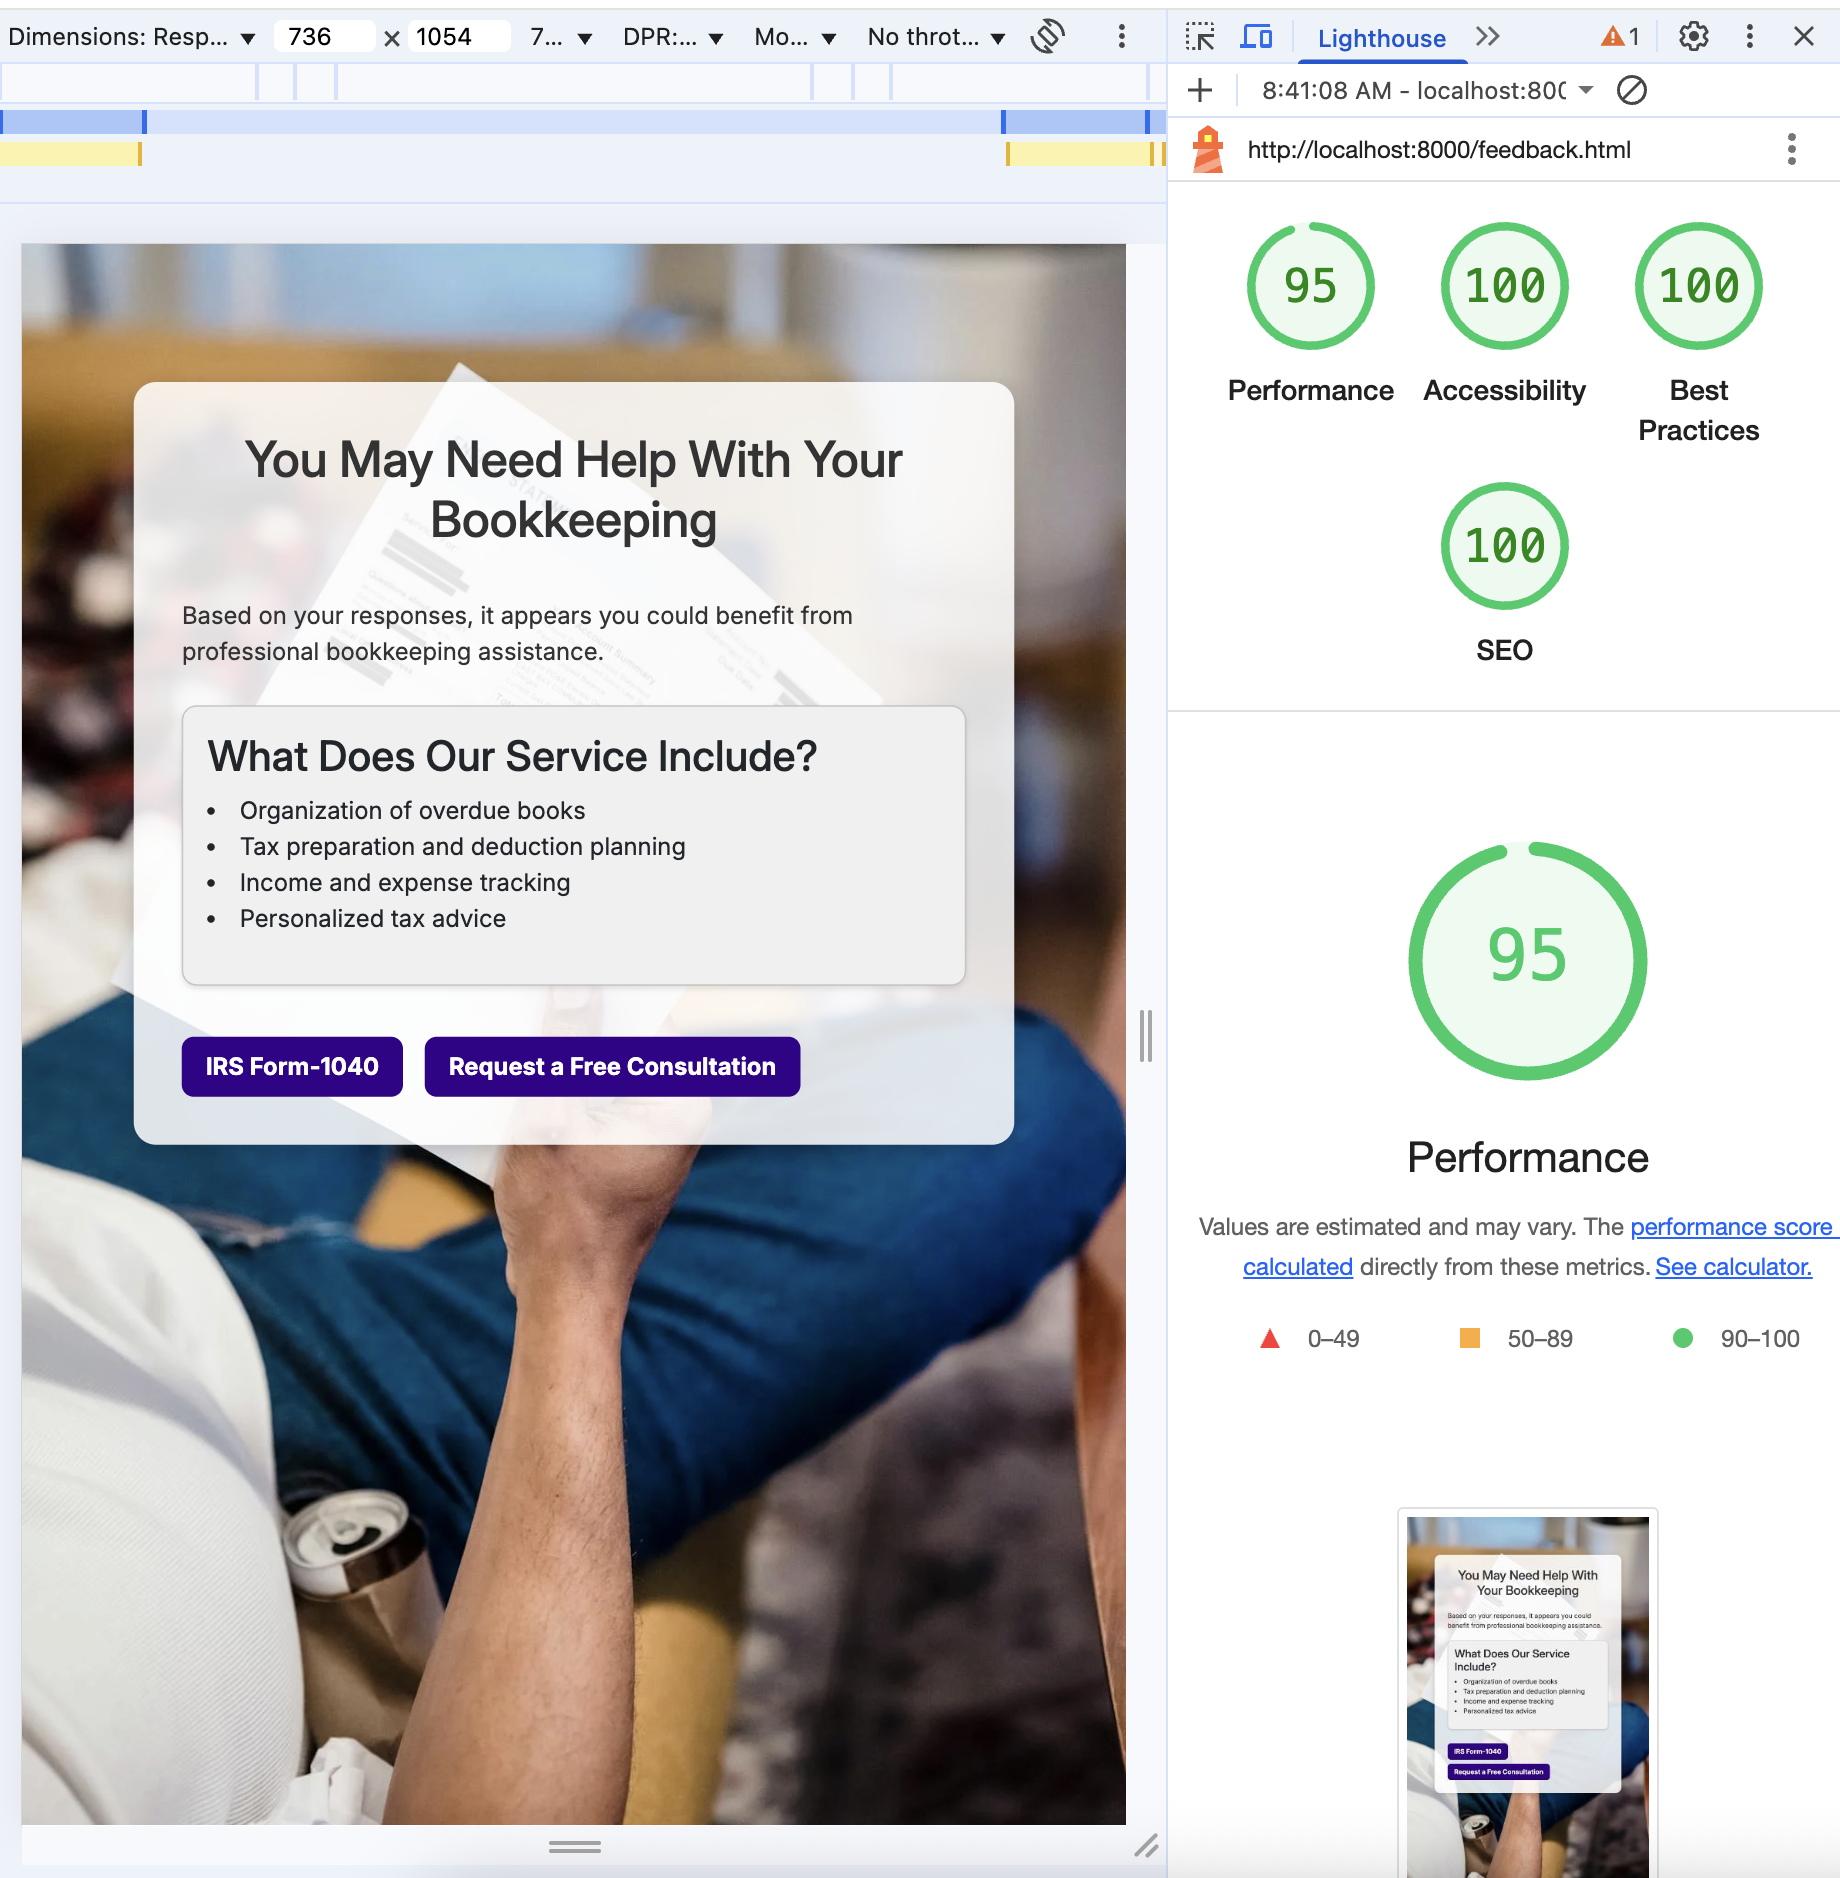 Dimensions: Resp... 736 × 1054 7... DPR:... Mo... No throt...
Lighthouse 1
8:41:08 AM - localhost:800
http://localhost:8000/feedback.html
You May Need Help With Your
Bookkeeping
Based on your responses, it appears you could benefit from
professional bookkeeping assistance.
What Does Our Service Include?
• Organization of overdue books
• Tax preparation and deduction planning
• Income and expense tracking
• Personalized tax advice
IRS Form-1040 Request a Free Consultation
95 100 100
Performance Accessibility Best
Practices
100
SEO
95
Performance
Values are estimated and may vary. The performance score
calculated directly from these metrics. See calculator.
0–49 50–89 90–100
You May Need Help With
Your Bookkeeping
Based on your responses, it appears you could
benefit from professional bookkeeping assistance.
What Does Our Service
Include?
• Organization of overdue books
• Tax preparation and deduction planning
• Income and expense tracking
• Personalized tax advice
IRS Form-1040
Request a Free Consultation